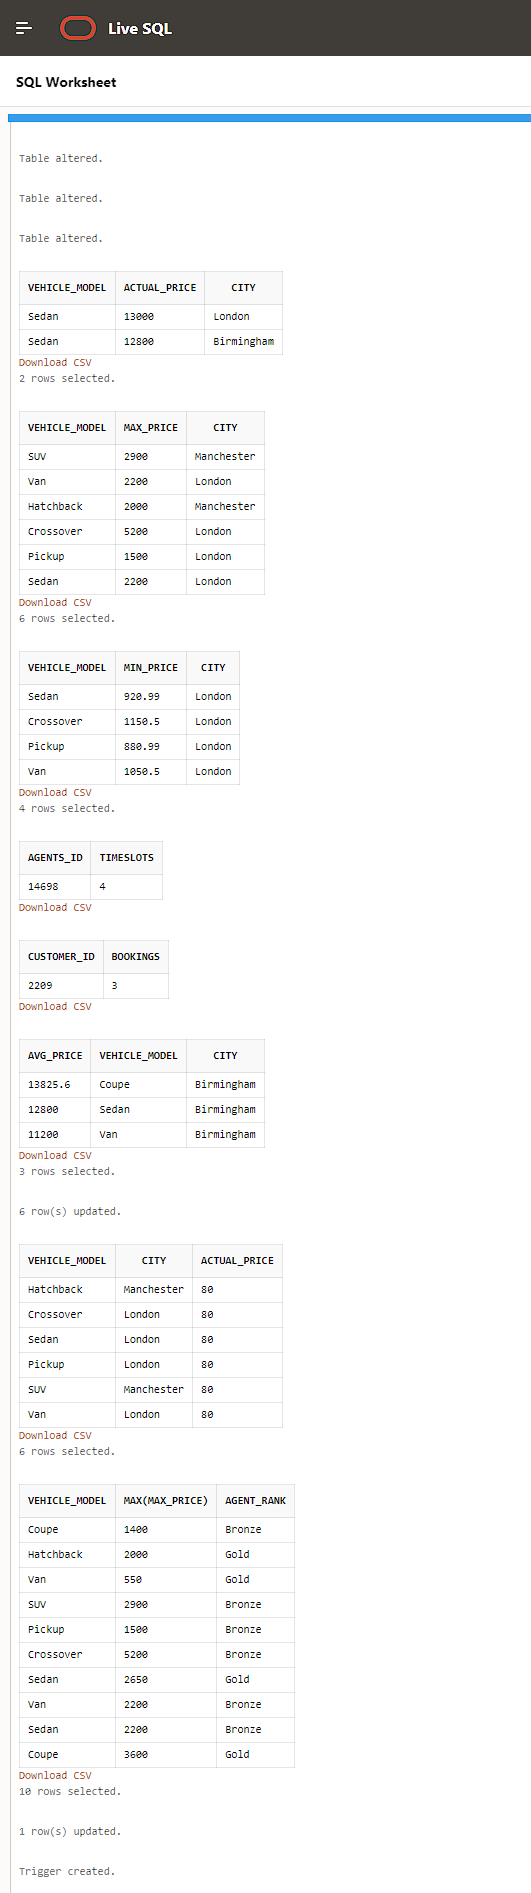 Live SQL
SQL Worksheet
Table altered.
Table altered.
Table altered.
VEHICLE_MODEL ACTUAL_PRICE CITY
Sedan 13000 London
Sedan 12800 Birmingham
Download CSV
2 rows selected.
VEHICLE_MODEL MAX_PRICE CITY
SUV 2900 Manchester
Van 2200 London
Hatchback 2000 Manchester
Crossover 5200 London
Pickup 1500 London
Sedan 2200 London
Download CSV
6 rows selected.
VEHICLE_MODEL MIN_PRICE CITY
Sedan 920.99 London
Crossover 1150.5 London
Pickup 880.99 London
Van 1050.5 London
Download CSV
4 rows selected.
AGENTS_ID TIMESLOTS
14698 4
Download CSV
CUSTOMER_ID BOOKINGS
2209 3
Download CSV
AVG_PRICE VEHICLE_MODEL CITY
13825.6 Coupe Birmingham
12800 Sedan Birmingham
11200 Van Birmingham
Download CSV
3 rows selected.
6 row(s) updated.
VEHICLE_MODEL CITY ACTUAL_PRICE
Hatchback Manchester 80
Crossover London 80
Sedan London 80
Pickup London 80
SUV Manchester 80
Van London 80
Download CSV
6 rows selected.
VEHICLE_MODEL MAX(MAX_PRICE) AGENT_RANK
Coupe 1400 Bronze
Hatchback 2000 Gold
Van 550 Gold
SUV 2900 Bronze
Pickup 1500 Bronze
Crossover 5200 Bronze
Sedan 2650 Gold
Van 2200 Bronze
Sedan 2200 Bronze
Coupe 3600 Gold
Download CSV
10 rows selected.
1 row(s) updated.
Trigger created.